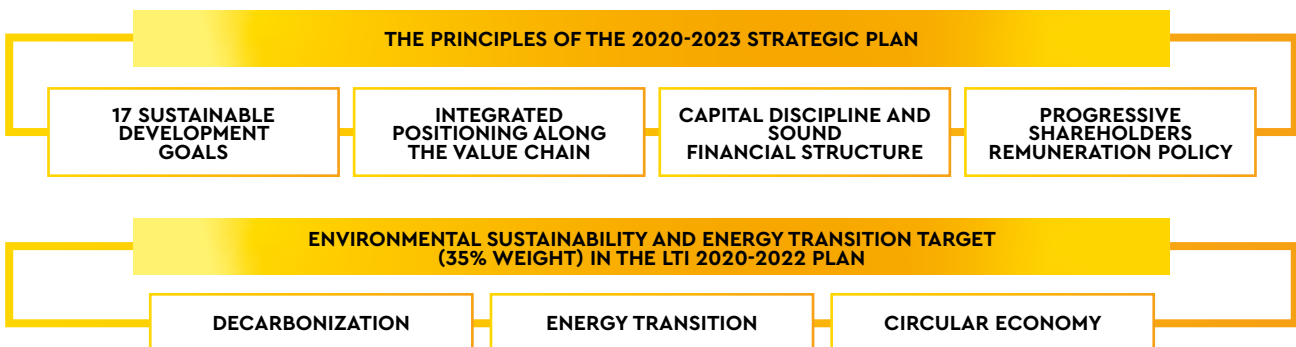 THE PRINCIPLES OF THE 2020-2023 STRATEGIC PLAN
17 SUSTAINABLE
DEVELOPMENT
GOALS
INTEGRATED
POSITIONING ALONG
THE VALUE CHAIN
CAPITAL DISCIPLINE AND
SOUND
FINANCIAL STRUCTURE
PROGRESSIVE
SHAREHOLDERS
REMUNERATION POLICY
ENVIRONMENTAL SUSTAINABILITY AND ENERGY TRANSITION TARGET
(35% WEIGHT) IN THE LTI 2020-2022 PLAN
DECARBONIZATION
ENERGY TRANSITION
CIRCULAR ECONOMY